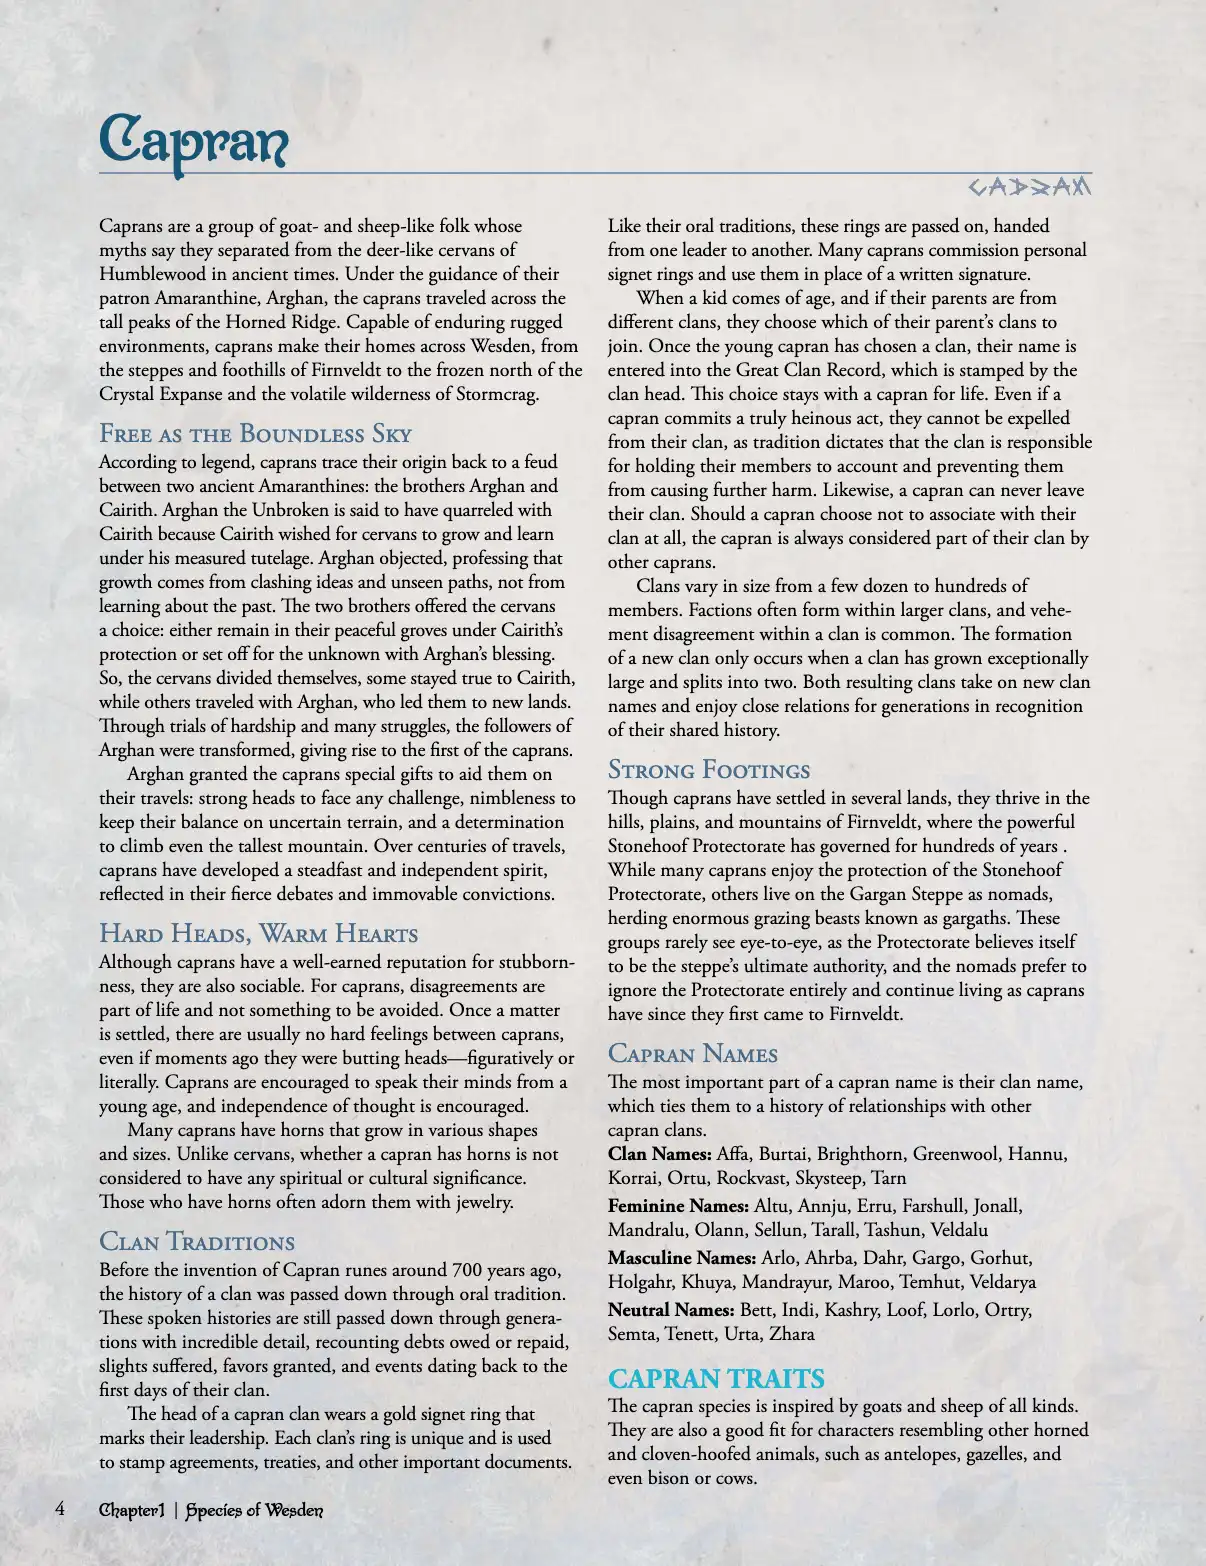 Capran
Caprans are a group of goat- and sheep-like folk whose
myths say they separated from the deer-like cervans of
Humblewood in ancient times. Under the guidance of their
patron Amaranthine, Arghan, the caprans traveled across the
tall peaks of the Horned Ridge. Capable of enduring rugged
environments, caprans make their homes across Wesden, from
the steppes and foothills of Firnveldt to the frozen north of the
Crystal Expanse and the volatile wilderness of Stormcrag.
Free as the Boundless Sky
According to legend, caprans trace their origin back to a feud
between two ancient Amaranthines: the brothers Arghan and
Cairith. Arghan the Unbroken is said to have quarreled with
Cairith because Cairith wished for cervans to grow and learn
under his measured tutelage. Arghan objected, professing that
growth comes from clashing ideas and unseen paths, not from
learning about the past. The two brothers offered the cervans
a choice: either remain in their peaceful groves under Cairith’s
protection or set off for the unknown with Arghan’s blessing.
So, the cervans divided themselves, some stayed true to Cairith,
while others traveled with Arghan, who led them to new lands.
Through trials of hardship and many struggles, the followers of
Arghan were transformed, giving rise to the first of the caprans.
Arghan granted the caprans special gifts to aid them on
their travels: strong heads to face any challenge, nimbleness to
keep their balance on uncertain terrain, and a determination
to climb even the tallest mountain. Over centuries of travels,
caprans have developed a steadfast and independent spirit,
reflected in their fierce debates and immovable convictions.
Hard Heads, Warm Hearts
Although caprans have a well-earned reputation for stubborn-
ness, they are also sociable. For caprans, disagreements are
part of life and not something to be avoided. Once a matter
is settled, there are usually no hard feelings between caprans,
even if moments ago they were butting heads—figuratively or
literally. Caprans are encouraged to speak their minds from a
young age, and independence of thought is encouraged.
Many caprans have horns that grow in various shapes
and sizes. Unlike cervans, whether a capran has horns is not
considered to have any spiritual or cultural significance.
Those who have horns often adorn them with jewelry.
Clan Traditions
Before the invention of Capran runes around 700 years ago,
the history of a clan was passed down through oral tradition.
These spoken histories are still passed down through genera-
tions with incredible detail, recounting debts owed or repaid,
slights suffered, favors granted, and events dating back to the
first days of their clan.
The head of a capran clan wears a gold signet ring that
marks their leadership. Each clan’s ring is unique and is used
to stamp agreements, treaties, and other important documents.
Like their oral traditions, these rings are passed on, handed
from one leader to another. Many caprans commission personal
signet rings and use them in place of a written signature.
When a kid comes of age, and if their parents are from
different clans, they choose which of their parent’s clans to
join. Once the young capran has chosen a clan, their name is
entered into the Great Clan Record, which is stamped by the
clan head. This choice stays with a capran for life. Even if a
capran commits a truly heinous act, they cannot be expelled
from their clan, as tradition dictates that the clan is responsible
for holding their members to account and preventing them
from causing further harm. Likewise, a capran can never leave
their clan. Should a capran choose not to associate with their
clan at all, the capran is always considered part of their clan by
other caprans.
Clans vary in size from a few dozen to hundreds of
members. Factions often form within larger clans, and vehe-
ment disagreement within a clan is common. The formation
of a new clan only occurs when a clan has grown exceptionally
large and splits into two. Both resulting clans take on new clan
names and enjoy close relations for generations in recognition
of their shared history.
Strong Footings
Though caprans have settled in several lands, they thrive in the
hills, plains, and mountains of Firnveldt, where the powerful
Stonehoof Protectorate has governed for hundreds of years .
While many caprans enjoy the protection of the Stonehoof
Protectorate, others live on the Gargan Steppe as nomads,
herding enormous grazing beasts known as gargaths. These
groups rarely see eye-to-eye, as the Protectorate believes itself
to be the steppe’s ultimate authority, and the nomads prefer to
ignore the Protectorate entirely and continue living as caprans
have since they first came to Firnveldt.
Capran Names
The most important part of a capran name is their clan name,
which ties them to a history of relationships with other
capran clans.
Clan Names: Affa, Burtai, Brighthorn, Greenwool, Hannu,
Korrai, Ortu, Rockvast, Skysteep, Tarn
Feminine Names: Altu, Annju, Erru, Farshull, Jonall,
Mandralu, Olann, Sellun, Tarall, Tashun, Veldalu
Masculine Names: Arlo, Ahrba, Dahr, Gargo, Gorhut,
Holgahr, Khuya, Mandrayur, Maroo, Temhut, Veldarya
Neutral Names: Bett, Indi, Kashry, Loof, Lorlo, Ortry,
Semta, Tenett, Urta, Zhara
CAPRAN TRAITS
The capran species is inspired by goats and sheep of all kinds.
They are also a good fit for characters resembling other horned
and cloven-hoofed animals, such as antelopes, gazelles, and
even bison or cows.
4 Chapter1 | Species of Wesden